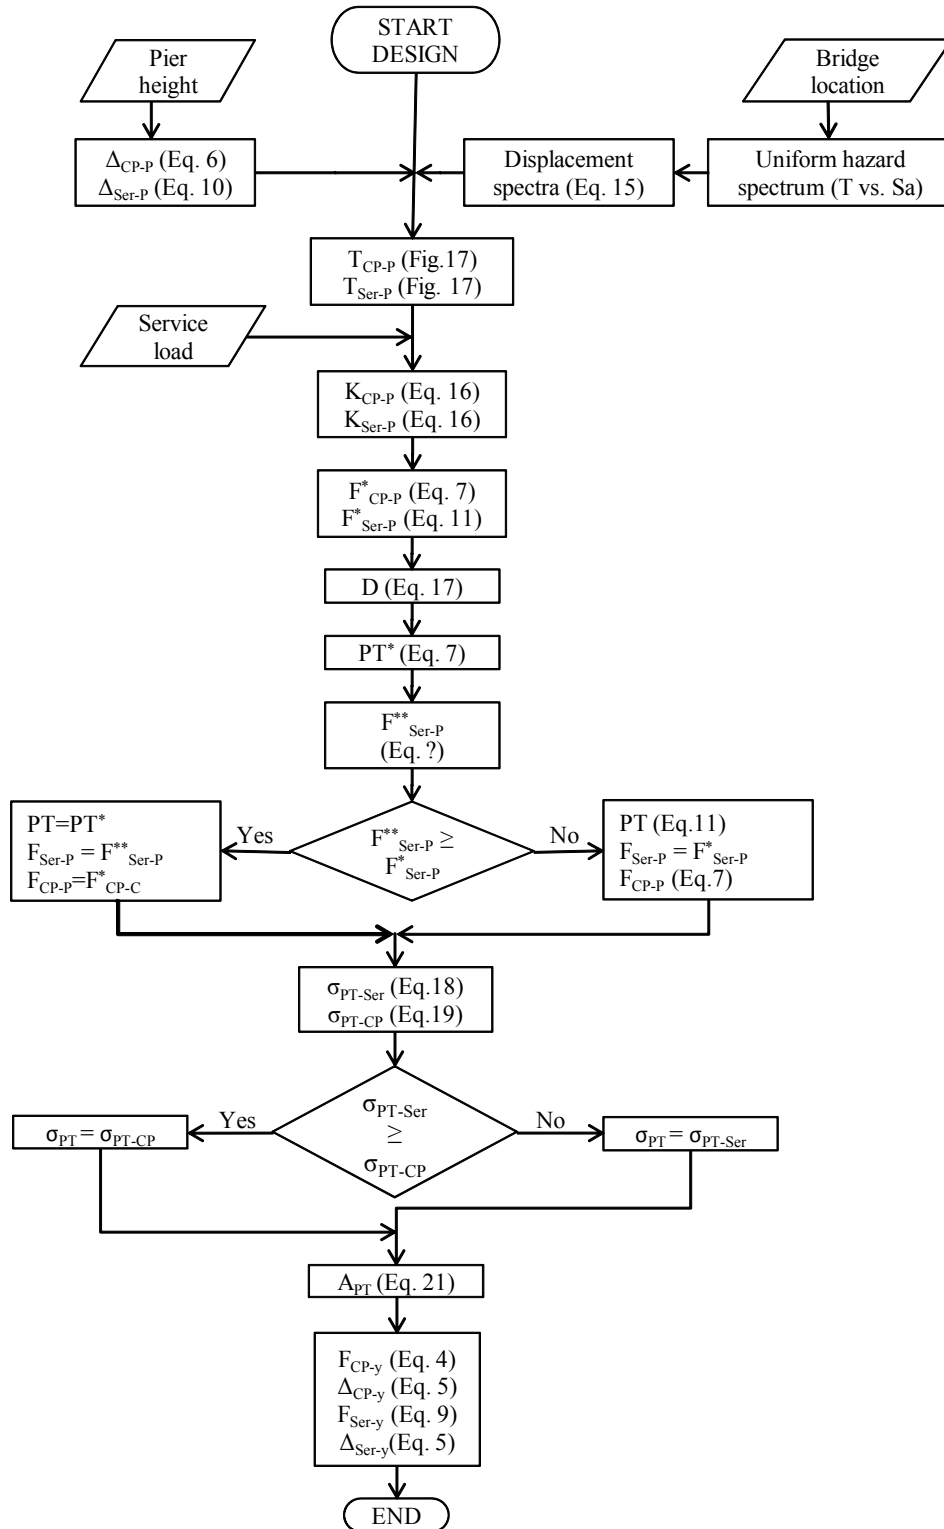 START
DESIGN
Pier
height
Bridge
location
Δ_CP-P (Eq. 6)
Δ_Ser-P (Eq. 10)
Displacement
spectra (Eq. 15)
Uniform hazard
spectrum (T vs. Sa)
T_CP-P (Fig.17)
T_Ser-P (Fig. 17)
Service
load
K_CP-P (Eq. 16)
K_Ser-P (Eq. 16)
F*_CP-P (Eq. 7)
F*_Ser-P (Eq. 11)
D (Eq. 17)
PT* (Eq. 7)
F**_Ser-P
(Eq. ?)
PT=PT*
F_Ser-P = F**_Ser-P
F_CP-P=F*_CP-C
Yes
F**_Ser-P ≥
F*_Ser-P
No
PT (Eq.11)
F_Ser-P = F*_Ser-P
F_CP-P (Eq.7)
σ_PT-Ser (Eq.18)
σ_PT-CP (Eq.19)
σ_PT = σ_PT-CP
Yes
σ_PT-Ser
≥
σ_PT-CP
No
σ_PT = σ_PT-Ser
A_PT (Eq. 21)
F_CP-y (Eq. 4)
Δ_CP-y (Eq. 5)
F_Ser-y (Eq. 9)
Δ_Ser-y(Eq. 5)
END